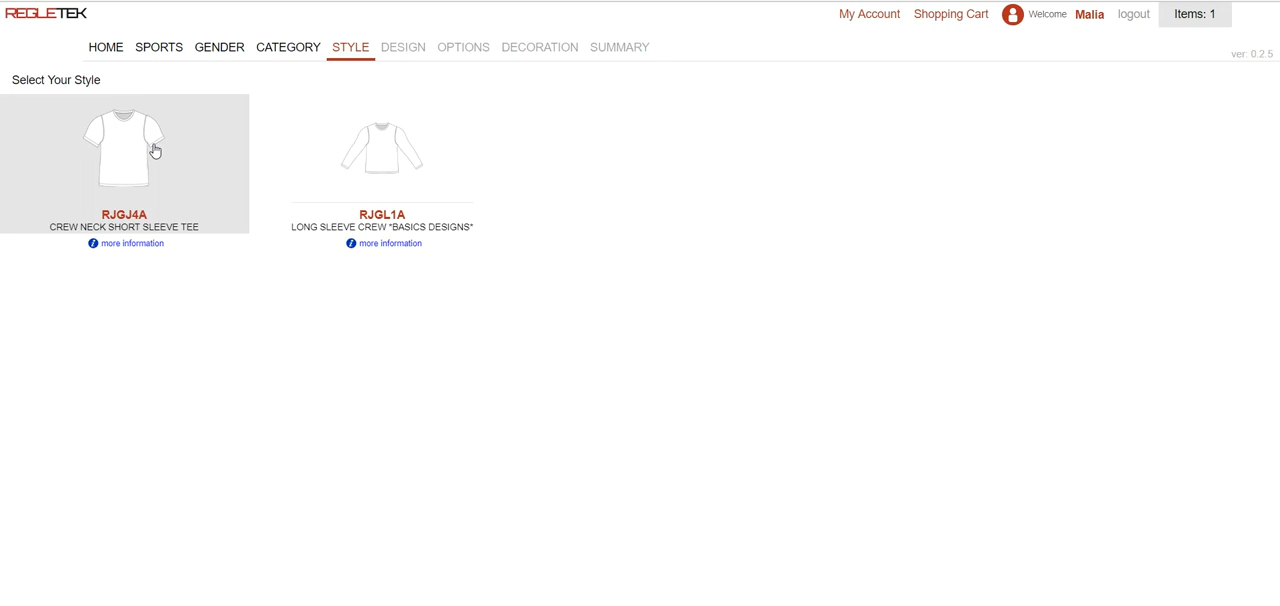 REGLETEK
My Account Shopping Cart Welcome Malia logout Items: 1
HOME SPORTS GENDER CATEGORY STYLE DESIGN OPTIONS DECORATION SUMMARY
ver: 0.2.5
Select Your Style
RJGJ4A
CREW NECK SHORT SLEEVE TEE
i more information
RJGL1A
LONG SLEEVE CREW *BASICS DESIGNS*
i more information